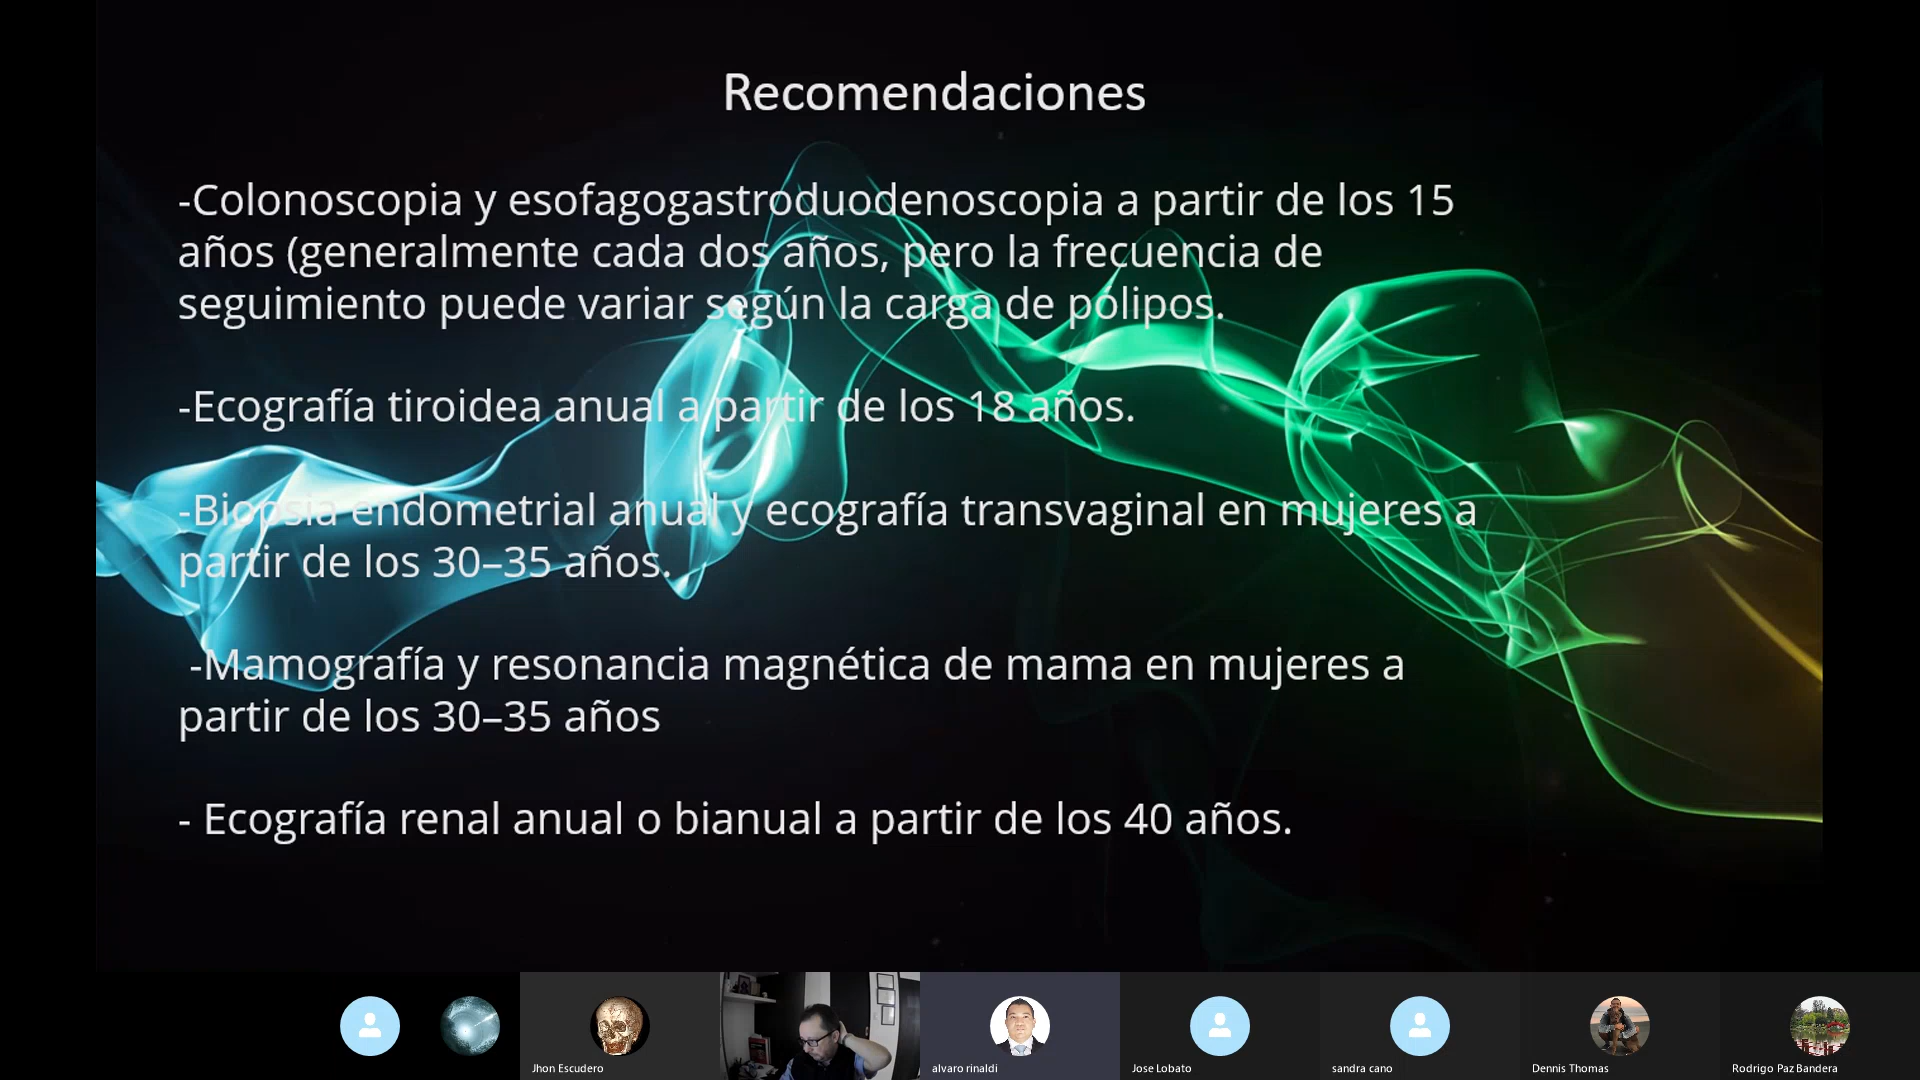 Recomendaciones
-Colonoscopia y esofagogastroduodenoscopia a partir de los 15
años (generalmente cada dos años, pero la frecuencia de
seguimiento puede variar según la carga de pólipos.
-Ecografía tiroidea anual a partir de los 18 años.
-Biopsia endometrial anual y ecografía transvaginal en mujeres a
partir de los 30–35 años.
-Mamografía y resonancia magnética de mama en mujeres a
partir de los 30–35 años
- Ecografía renal anual o bianual a partir de los 40 años.
Jhon Escudero
alvaro rinaldi
Jose Lobato
sandra cano
Dennis Thomas
Rodrigo Paz Bandera